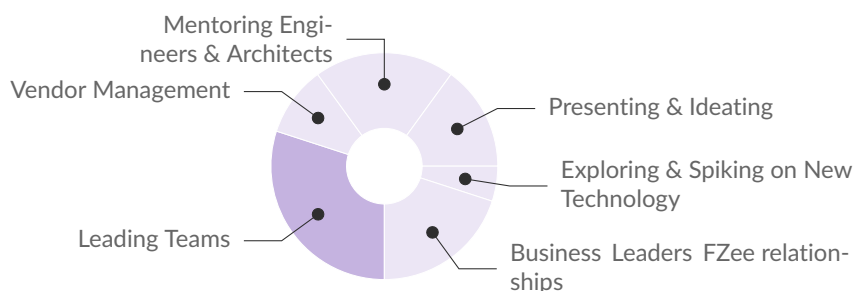 Mentoring Engi-
neers & Architects
Vendor Management
Presenting & Ideating
Exploring & Spiking on New
Technology
Leading Teams
Business Leaders FZee relation-
ships